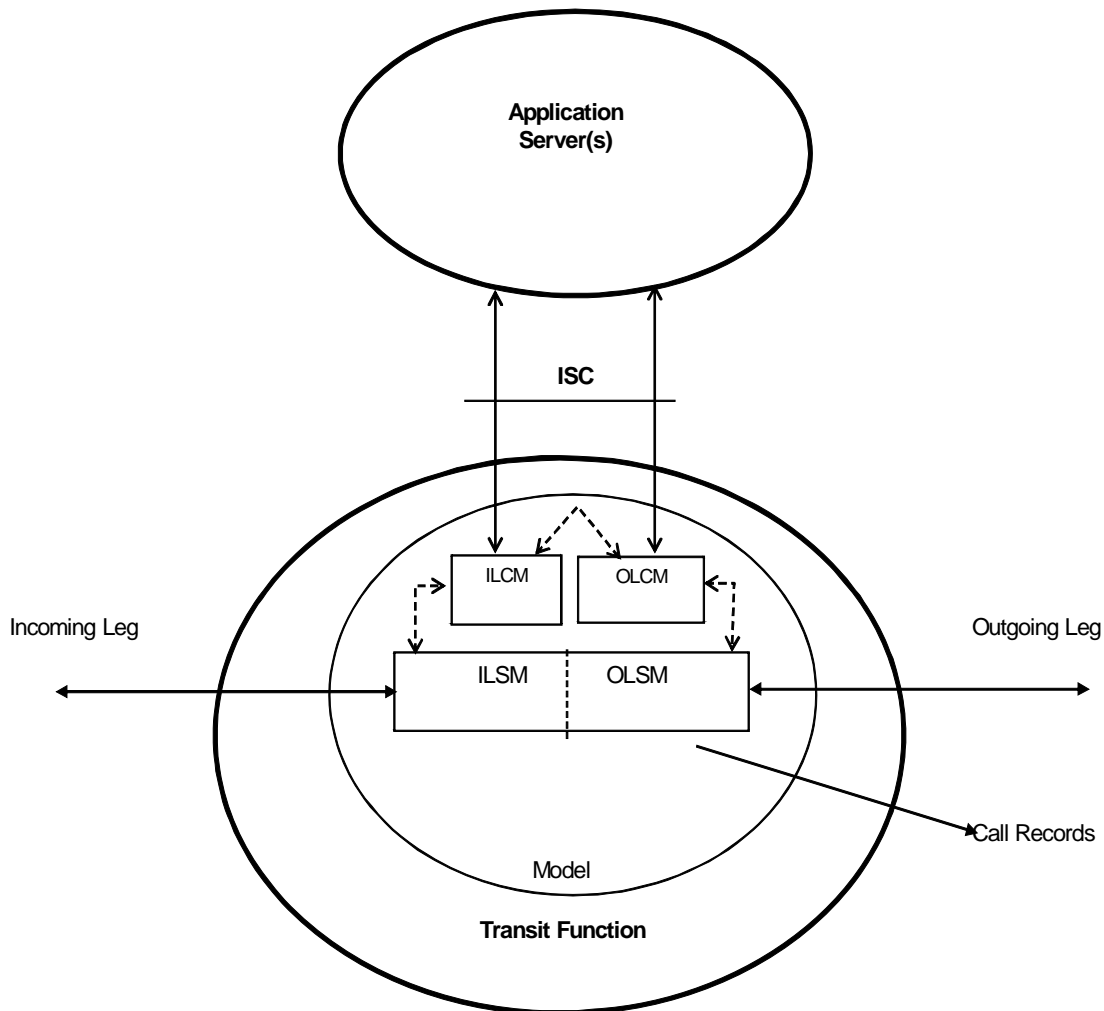 Application
Server(s)
ISC
ILCM
OLCM
Incoming Leg
Outgoing Leg
ILSM
OLSM
Call Records
Model
Transit Function